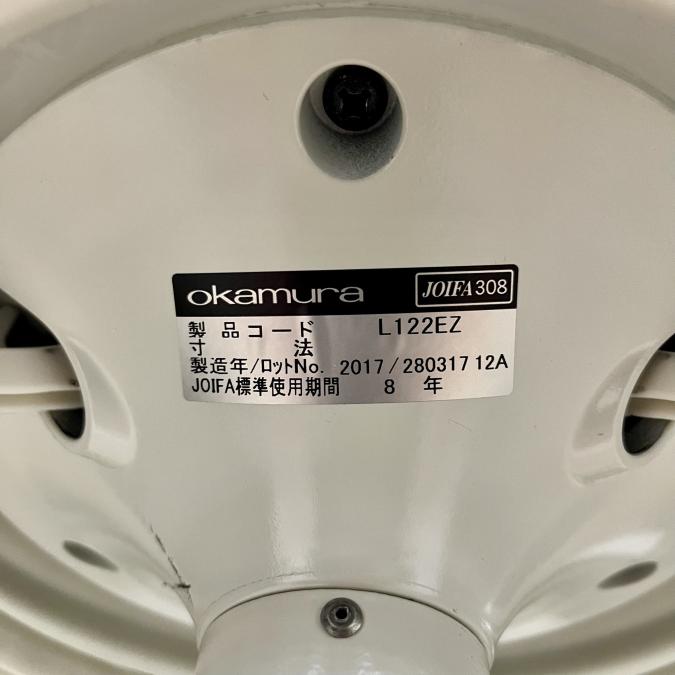 okamura JOIFA308
製品コード L122EZ
寸法
製造年/ロットNo. 2017/280317 12A
JOIFA標準使用期間 8 年